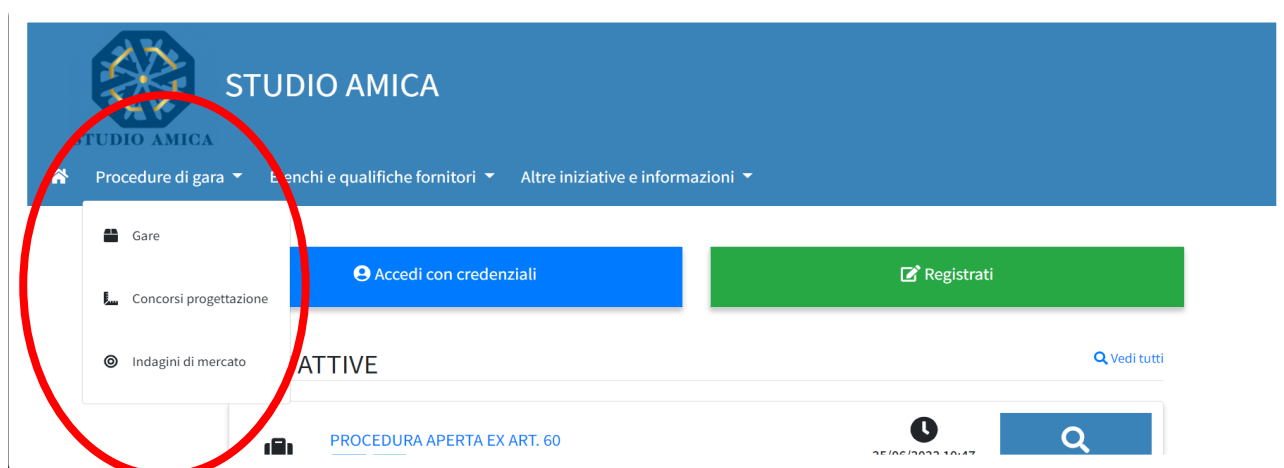 STUDIO AMICA
STUDIO AMICA
Procedure di gara Elenchi e qualifiche fornitori Altre iniziative e informazioni
Gare
Accedi con credenziali Registrati
Concorsi progettazione
Indagini di mercato
ATTIVE Vedi tutti
PROCEDURA APERTA EX ART. 60